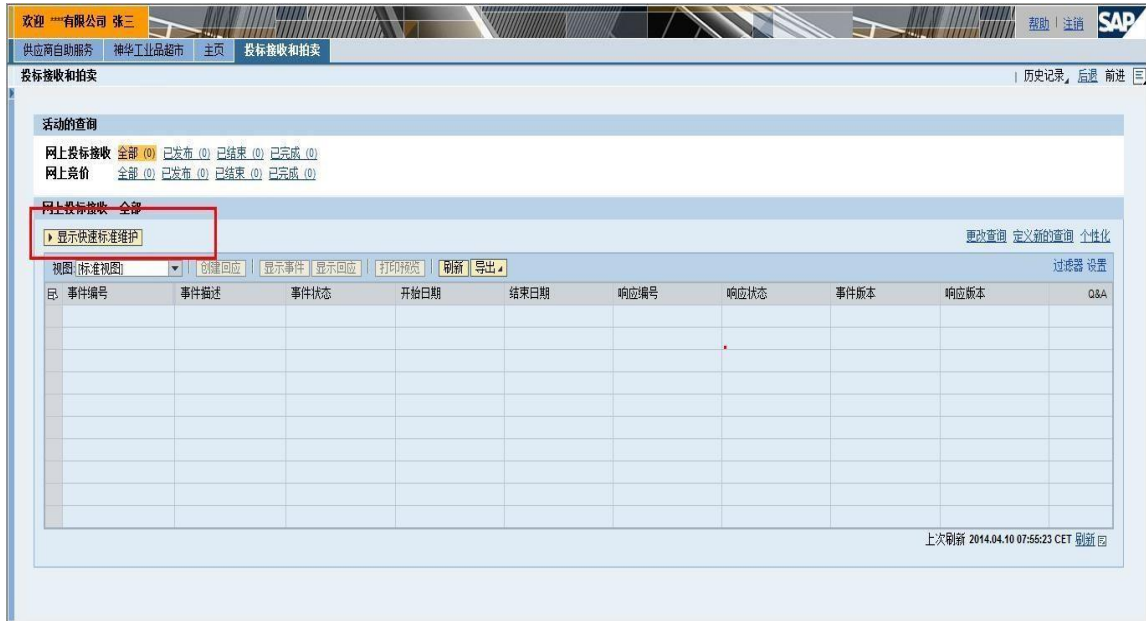 欢迎 ****有限公司 张三 帮助 注销 SAP
供应商自助服务 神华工业品超市 主页 投标接收和拍卖
投标接收和拍卖 历史记录 后退 前进
活动的查询
网上投标接收 全部 (0) 已发布 (0) 已结束 (0) 已完成 (0)
网上竞价 全部 (0) 已发布 (0) 已结束 (0) 已完成 (0)
网上投标接收 - 全部
显示快速标准维护 更改查询 定义新的查询 个性化
视图: [标准视图] 创建回应 显示事件 显示回应 打印预览 刷新 导出 过滤器 设置
事件编号 事件描述 事件状态 开始日期 结束日期 响应编号 响应状态 事件版本 响应版本 Q&A
上次刷新 2014.04.10 07:55:23 CET 刷新